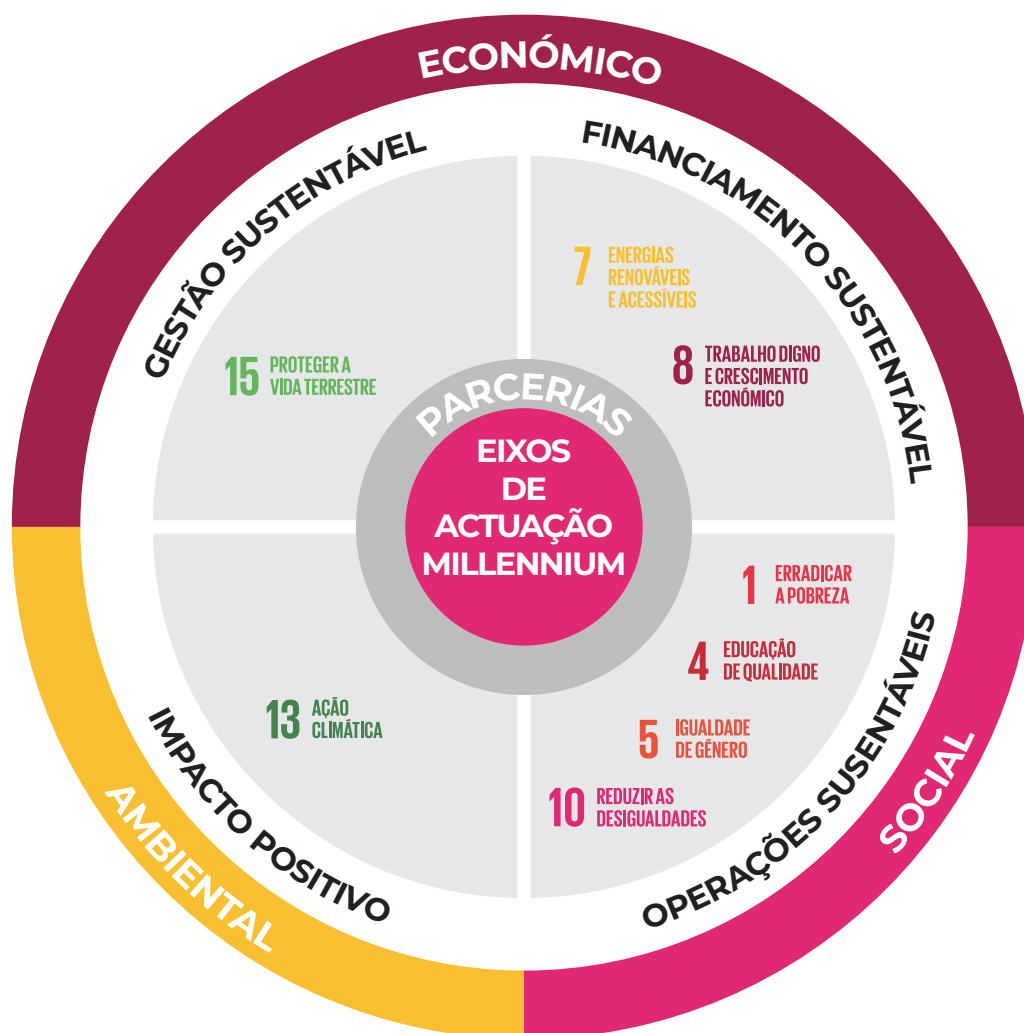 ECONÓMICO
GESTÃO SUSTENTÁVEL
FINANCIAMENTO SUSTENTÁVEL
7 ENERGIAS
RENOVÁVEIS
E ACESSÍVEIS
15 PROTEGER A
VIDA TERRESTRE
8 TRABALHO DIGNO
E CRESCIMENTO
ECONÓMICO
PARCERIAS
EIXOS
DE
ACTUAÇÃO
MILLENNIUM
1 ERRADICAR
A POBREZA
4 EDUCAÇÃO
DE QUALIDADE
13 AÇÃO
CLIMÁTICA
5 IGUALDADE
DE GÉNERO
10 REDUZIR AS
DESIGUALDADES
IMPACTO POSITIVO
OPERAÇÕES SUSENTÁVEIS
AMBIENTAL
SOCIAL